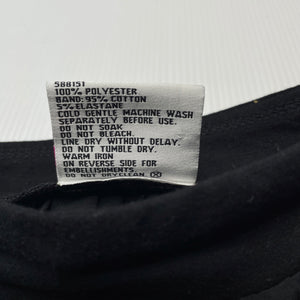 588151
100% POLYESTER
BAND: 95% COTTON
5% ELASTANE
COLD GENTLE MACHINE WASH
SEPARATELY BEFORE USE.
DO NOT SOAK
DO NOT BLEACH.
LINE DRY WITHOUT DELAY.
DO NOT TUMBLE DRY.
WARM IRON
ON REVERSE SIDE FOR
EMBELLISHMENTS.
DO NOT DRYCLEAN